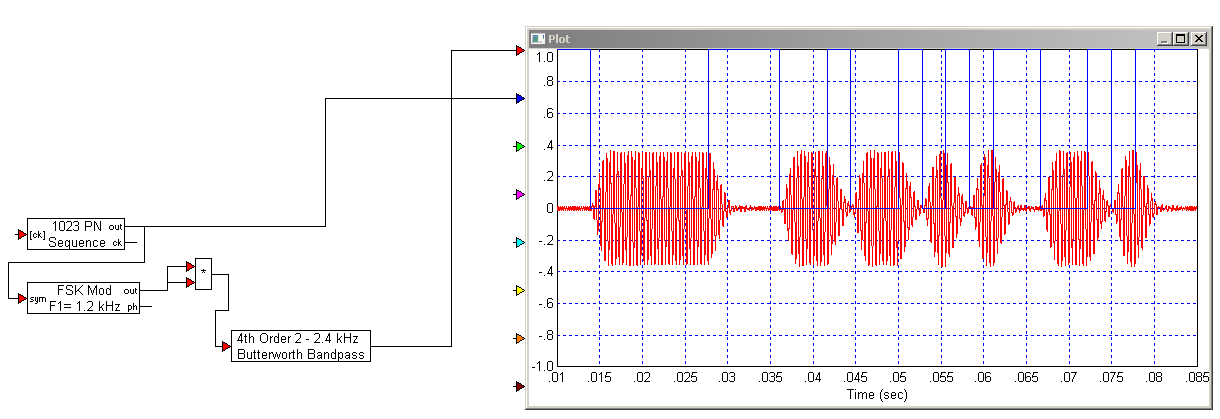 Plot
1.0
.8
.6
.4
.2
0
-.2
-.4
-.6
-.8
-1.0
.01 .015 .02 .025 .03 .035 .04 .045 .05 .055 .06 .065 .07 .075 .08 .085
Time (sec)
[ck] 1023 PN out
Sequence ck
sym FSK Mod out
F1= 1.2 kHz ph
*
4th Order 2 - 2.4 kHz
Butterworth Bandpass